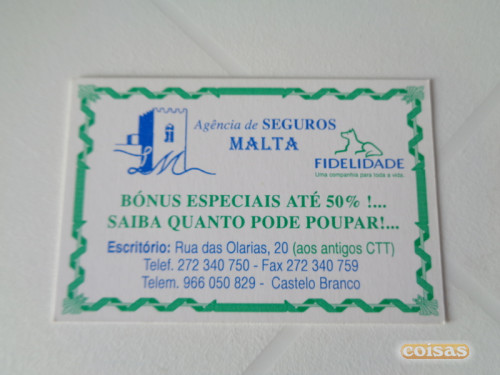 Agência de SEGUROS
MALTA
LM
FIDELIDADE
Uma companhia para toda a vida.
BÓNUS ESPECIAIS ATÉ 50% !...
SAIBA QUANTO PODE POUPAR!...
Escritório: Rua das Olarias, 20 (aos antigos CTT)
Telef. 272 340 750 - Fax 272 340 759
Telem. 966 050 829 - Castelo Branco
coisas